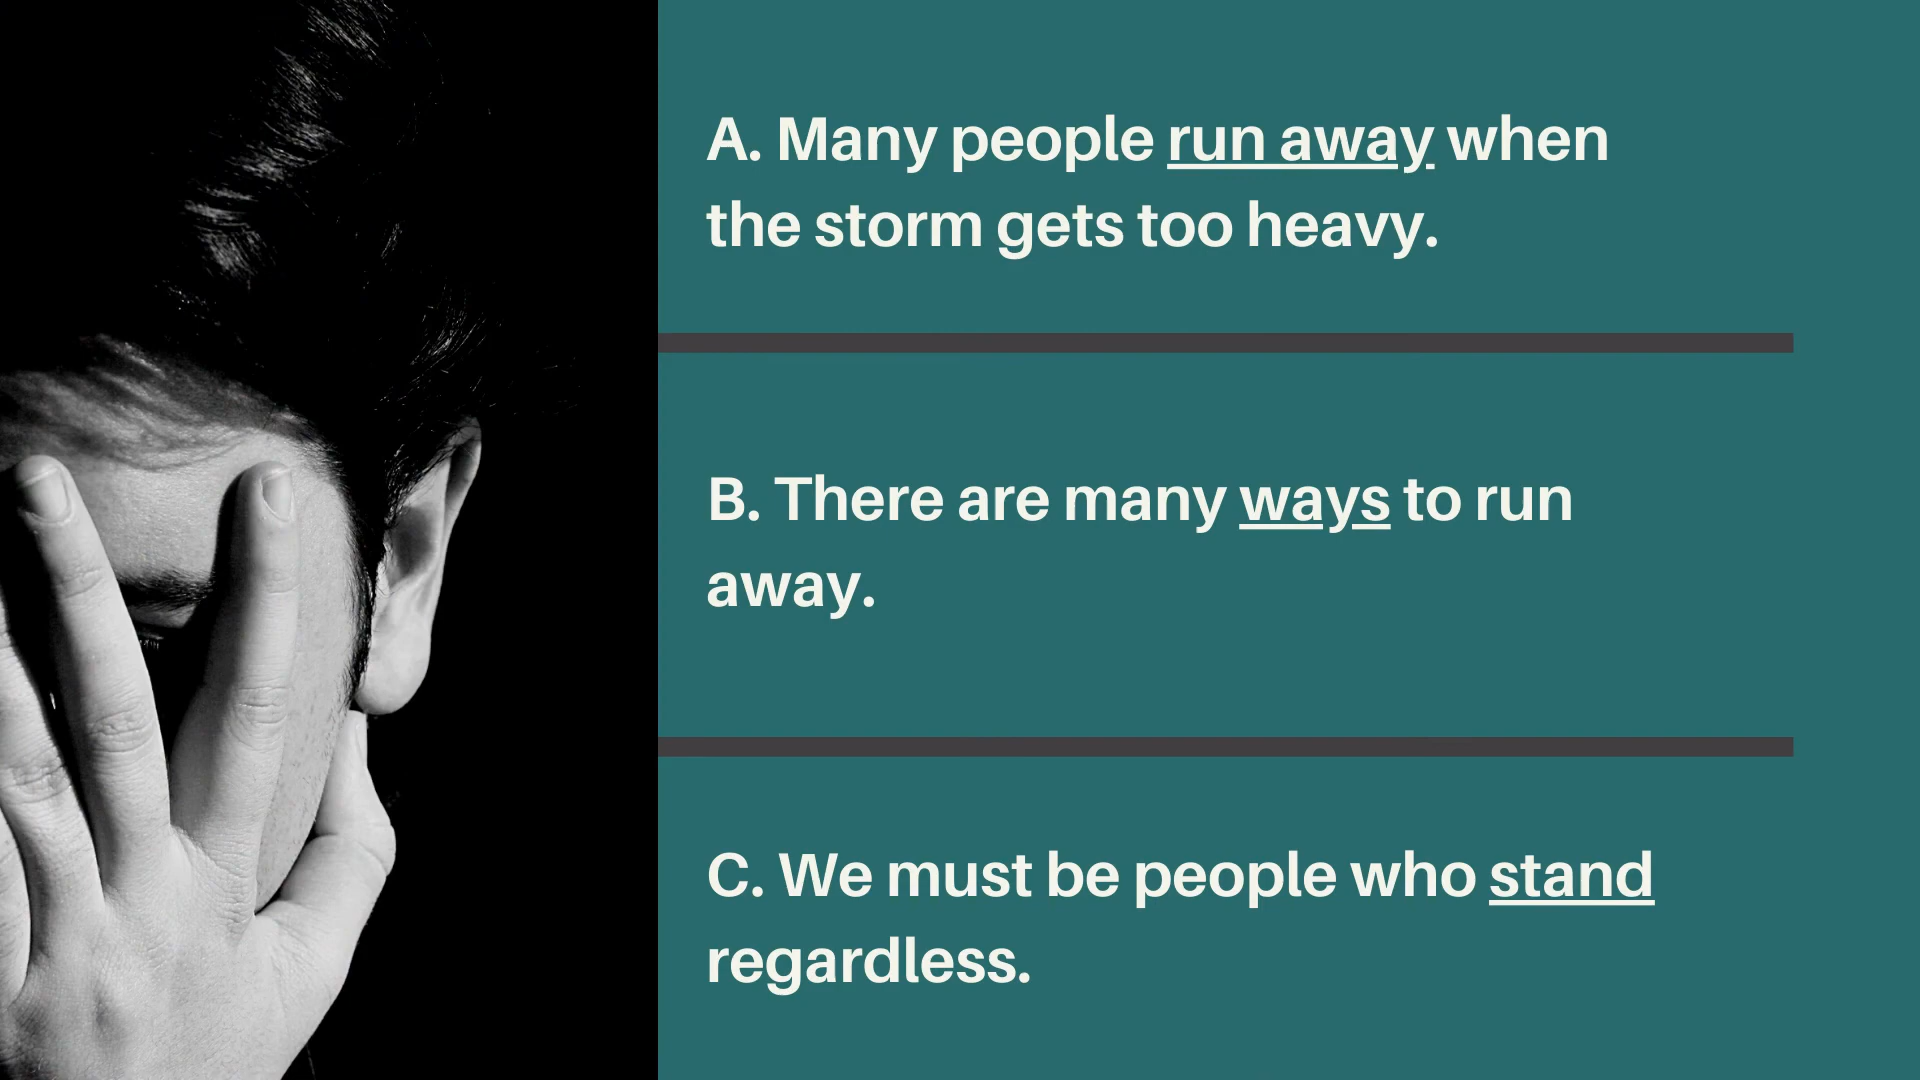 A. Many people run away when
the storm gets too heavy.
B. There are many ways to run
away.
C. We must be people who stand
regardless.